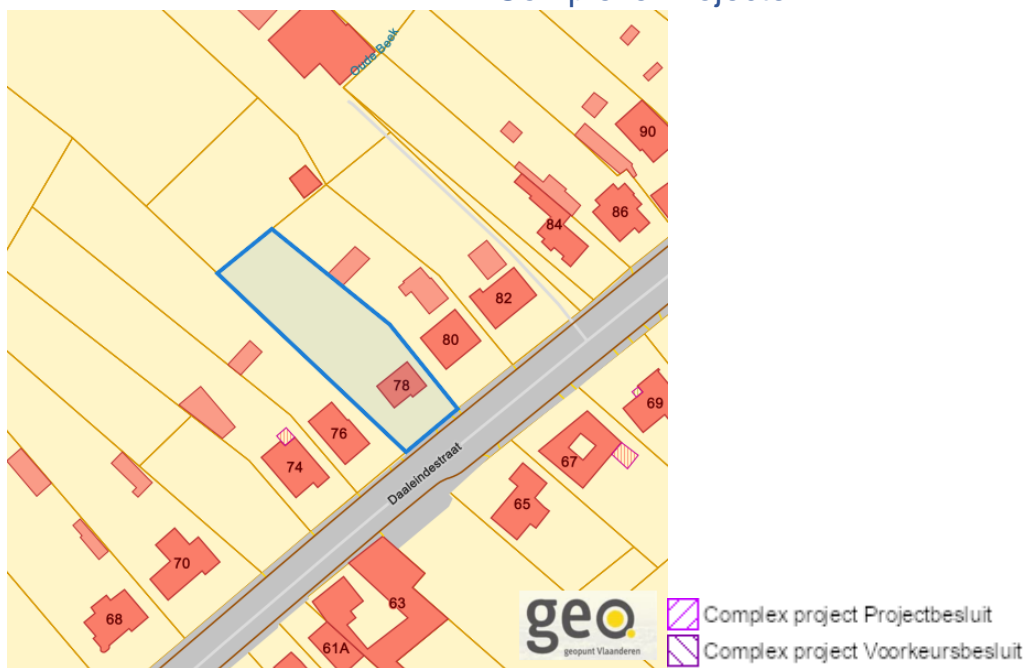 Oude Beek
90
86
84
82
80
78
76
74
69
67
65
70
68
63
61A
Daaleindestraat
geo
geopunt Vlaanderen
Complex project Projectbesluit
Complex project Voorkeursbesluit